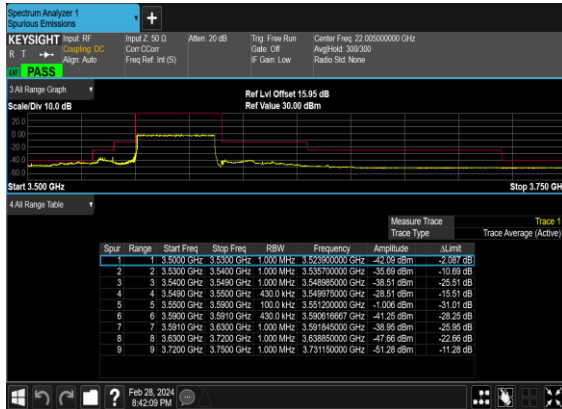 Spectrum Analyzer 1
Spurious Emissions
+
KEYSIGHT Input: RF Input Z: 50 Ω Atten: 20 dB Trig: Free Run Center Freq: 22.005000000 GHz
R T Coupling: DC Corr CCorr Gate: Off Avg|Hold: 300/300
Align: Auto Freq Ref: Int (S) IF Gain: Low Radio Std: None
PASS
3 All Range Graph
Ref Lvl Offset 15.95 dB
Scale/Div 10.0 dB Ref Value 30.00 dBm
20.0
0.00
-20.0
-40.0
-60.0
Start 3.500 GHz Stop 3.750 GH
4 All Range Table
Measure Trace Trace 1
Trace Type Trace Average (Active)
Spur Range Start Freq Stop Freq RBW Frequency Amplitude ΔLimit
1 1 3.5000 GHz 3.5300 GHz 1.000 MHz 3.523900000 GHz -42.09 dBm -2.087 dB
2 2 3.5300 GHz 3.5400 GHz 1.000 MHz 3.535700000 GHz -35.69 dBm -10.69 dB
3 3 3.5400 GHz 3.5490 GHz 1.000 MHz 3.548985000 GHz -38.51 dBm -25.51 dB
4 4 3.5490 GHz 3.5500 GHz 430.0 kHz 3.549975000 GHz -28.51 dBm -15.51 dB
5 5 3.5500 GHz 3.5900 GHz 100.0 kHz 3.551200000 GHz -1.006 dBm -31.01 dB
6 6 3.5900 GHz 3.5910 GHz 430.0 kHz 3.590616667 GHz -41.25 dBm -28.25 dB
7 7 3.5910 GHz 3.6300 GHz 1.000 MHz 3.591845000 GHz -38.95 dBm -25.95 dB
8 8 3.6300 GHz 3.7200 GHz 1.000 MHz 3.638850000 GHz -47.66 dBm -22.66 dB
9 9 3.7200 GHz 3.7500 GHz 1.000 MHz 3.731150000 GHz -51.28 dBm -11.28 dB
? Feb 28, 2024
8:42:09 PM